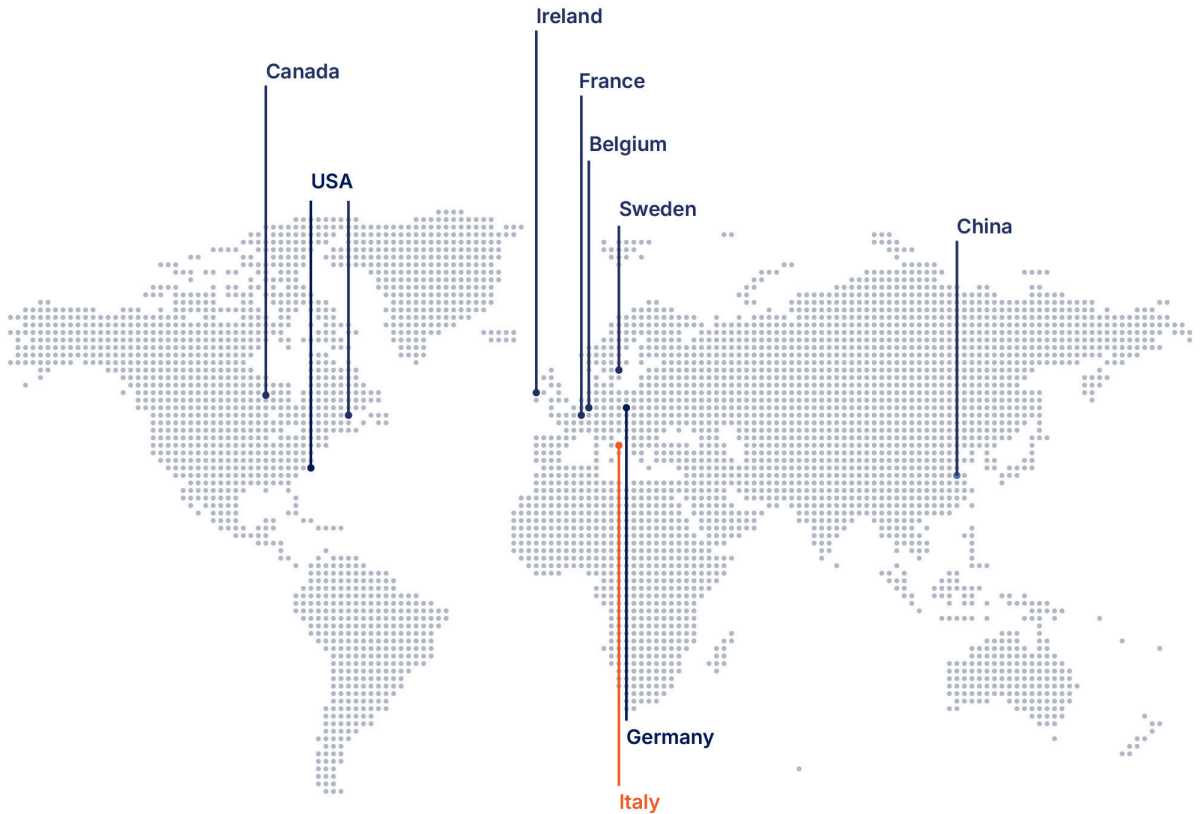 Ireland
Canada
France
Belgium
USA
Sweden
China
Germany
Italy